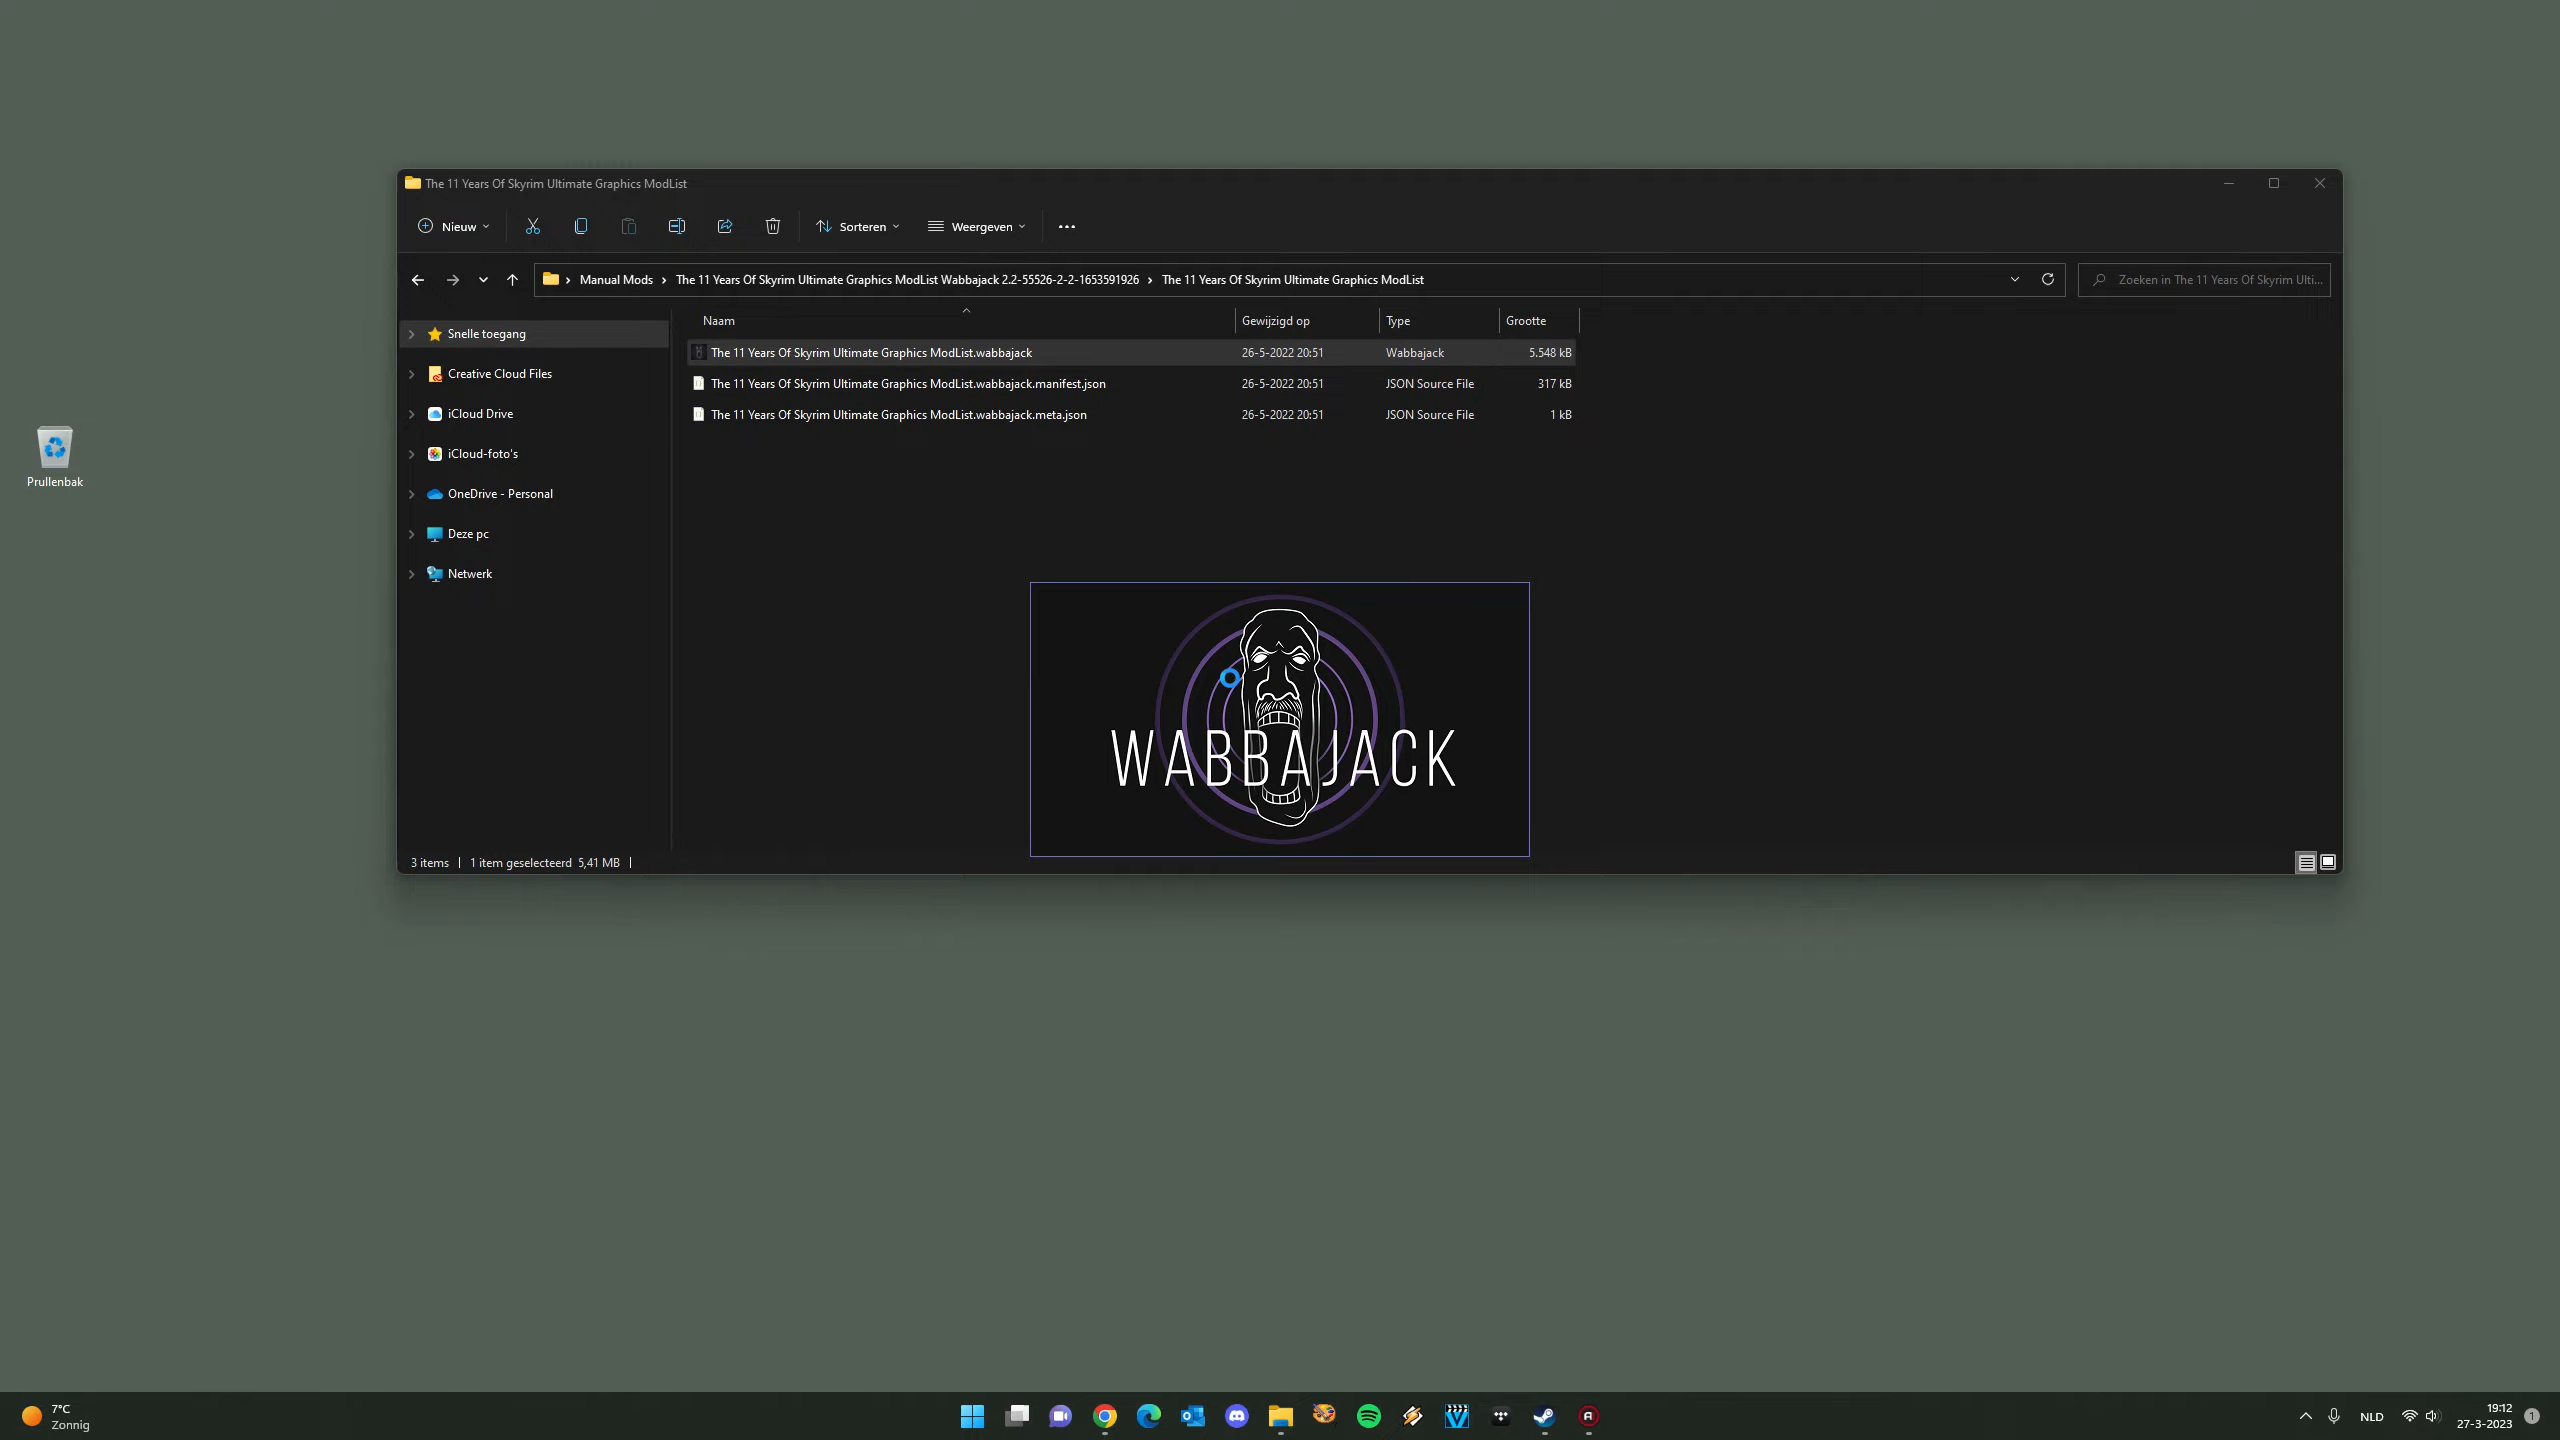 The 11 Years Of Skyrim Ultimate Graphics ModList
Nieuw
Sorteren
Weergeven
Manual Mods
The 11 Years Of Skyrim Ultimate Graphics ModList Wabbajack 2.2-55526-2-2-1653591926
The 11 Years Of Skyrim Ultimate Graphics ModList
Zoeken in The 11 Years Of Skyrim Ulti...
Naam Gewijzigd op Type Grootte
The 11 Years Of Skyrim Ultimate Graphics ModList.wabbajack 26-5-2022 20:51 Wabbajack 5.548 kB
The 11 Years Of Skyrim Ultimate Graphics ModList.wabbajack.manifest.json 26-5-2022 20:51 JSON Source File 317 kB
The 11 Years Of Skyrim Ultimate Graphics ModList.wabbajack.meta.json 26-5-2022 20:51 JSON Source File 1 kB
Snelle toegang
Creative Cloud Files
iCloud Drive
iCloud-foto's
OneDrive - Personal
Deze pc
Netwerk
Prullenbak
WABBAJACK
3 items 1 item geselecteerd 5,41 MB
7°C
Zonnig
NLD
19:12
27-3-2023
1